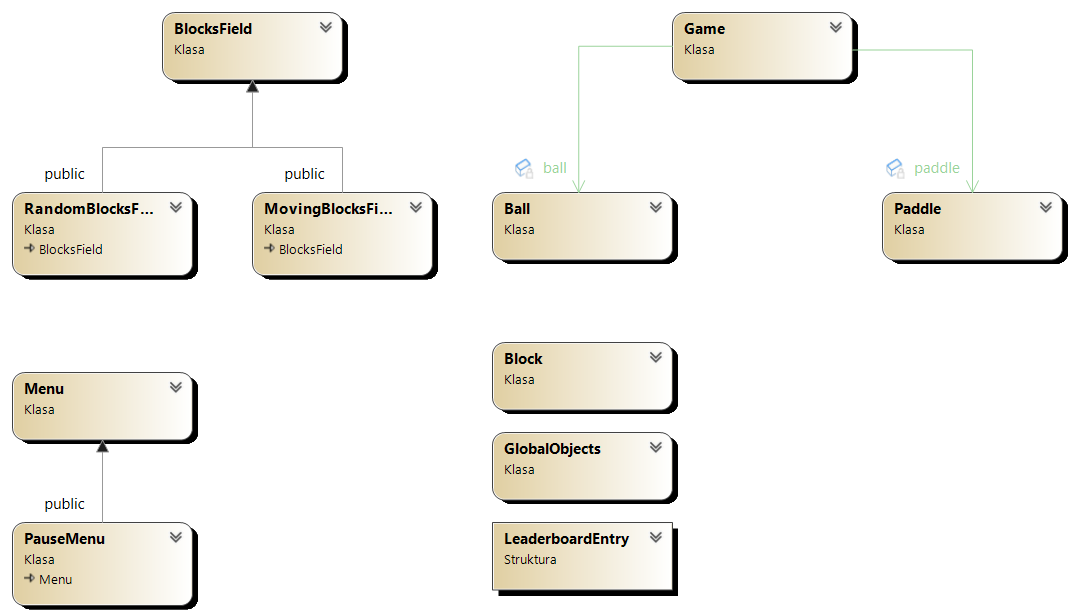 BlocksField
Klasa
Game
Klasa
public
public
ball
paddle
RandomBlocksF...
Klasa
BlocksField
MovingBlocksFi...
Klasa
BlocksField
Ball
Klasa
Paddle
Klasa
Menu
Klasa
Block
Klasa
GlobalObjects
Klasa
public
PauseMenu
Klasa
Menu
LeaderboardEntry
Struktura